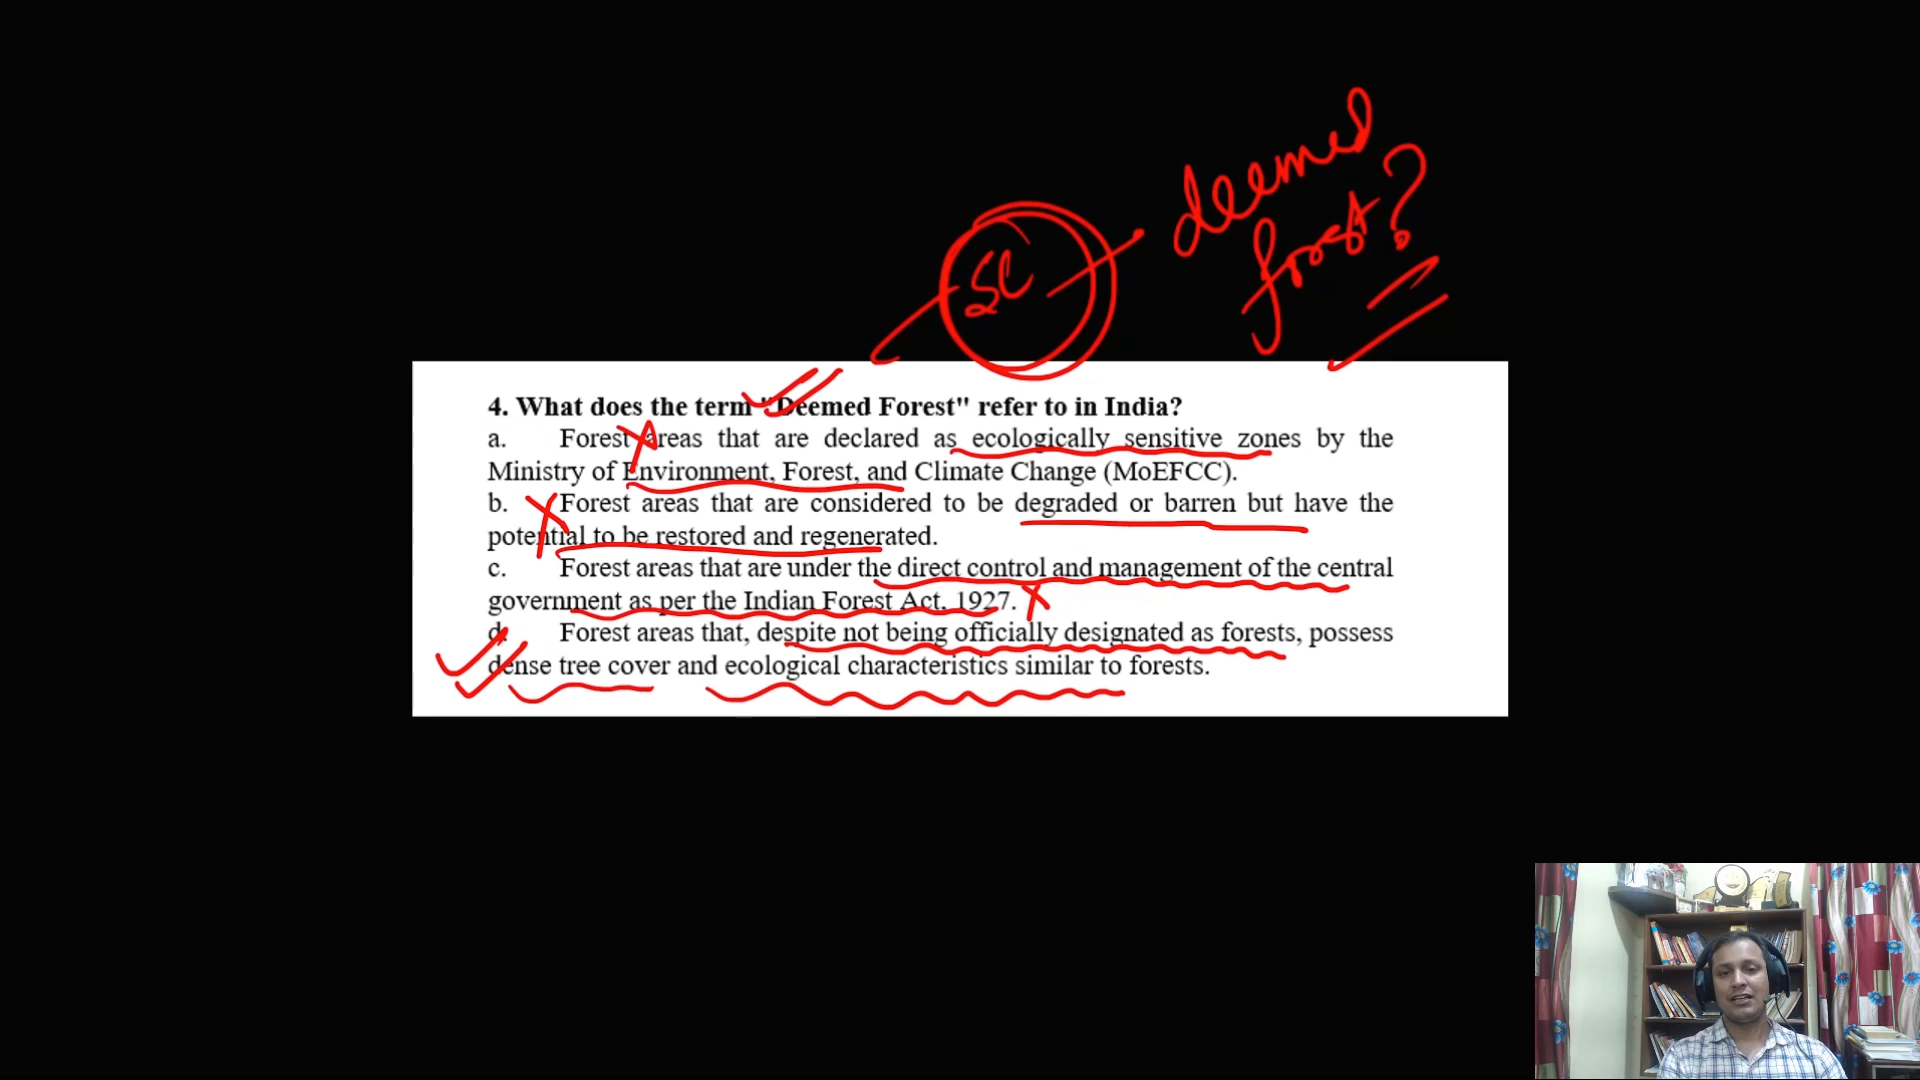 deemed
forest?
SC
4. What does the term "Deemed Forest" refer to in India?
a. Forest areas that are declared as ecologically sensitive zones by the
Ministry of Environment, Forest, and Climate Change (MoEFCC).
b. Forest areas that are considered to be degraded or barren but have the
potential to be restored and regenerated.
c. Forest areas that are under the direct control and management of the central
government as per the Indian Forest Act, 1927.
d. Forest areas that, despite not being officially designated as forests, possess
dense tree cover and ecological characteristics similar to forests.